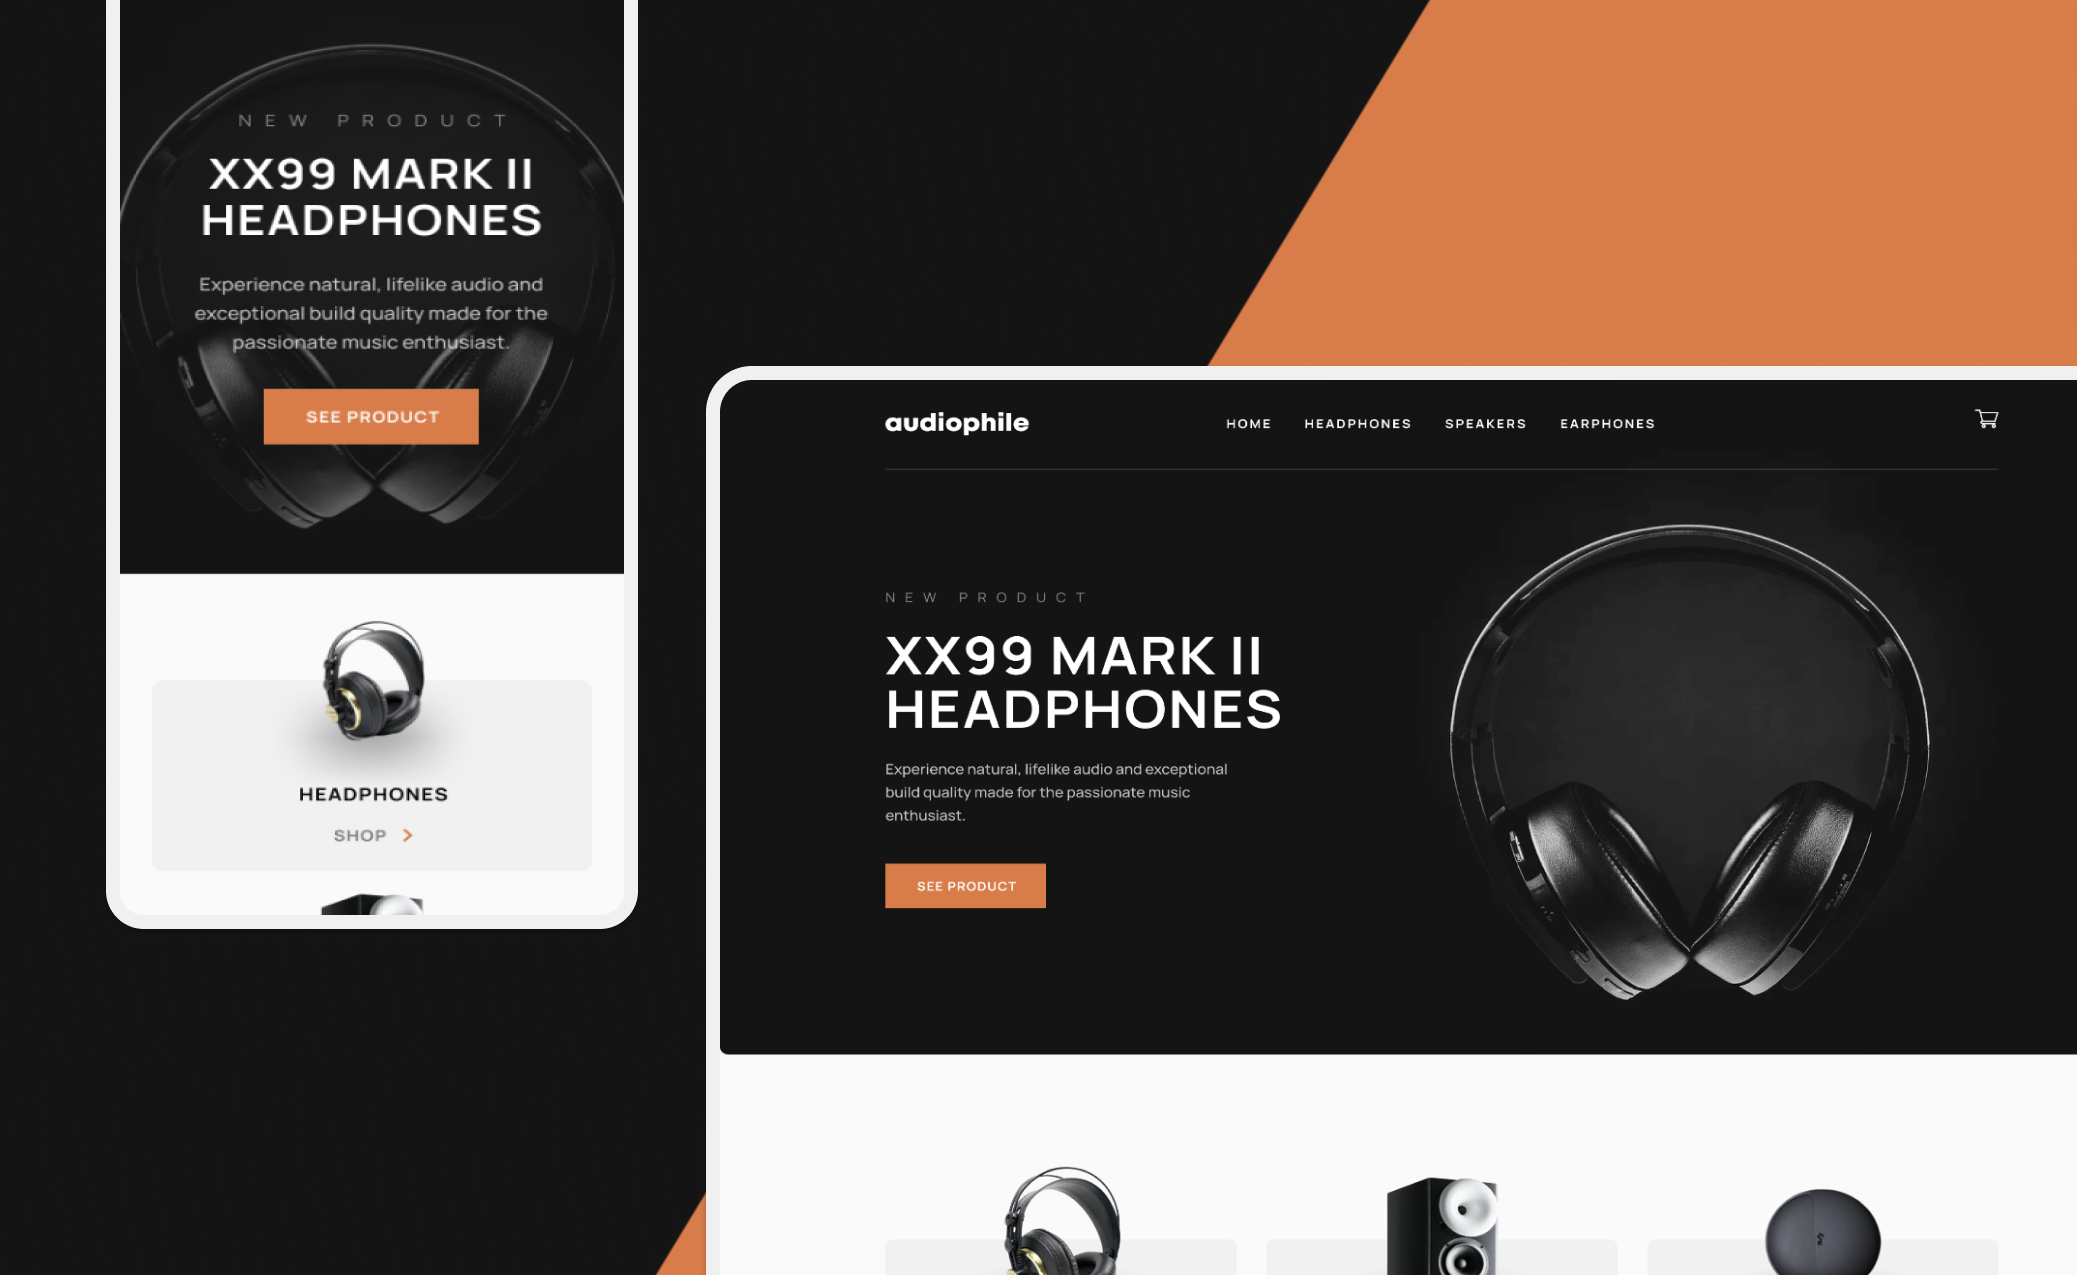 NEW PRODUCT
XX99 MARK II
HEADPHONES
Experience natural, lifelike audio and
exceptional build quality made for the
passionate music enthusiast.
SEE PRODUCT
HEADPHONES
SHOP
audiophile
HOME HEADPHONES SPEAKERS EARPHONES
NEW PRODUCT
XX99 MARK II
HEADPHONES
Experience natural, lifelike audio and exceptional
build quality made for the passionate music
enthusiast.
SEE PRODUCT